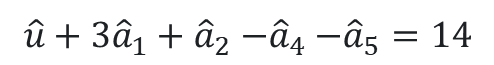 û + 3â₁ + â₂ −â₄ −â₅ = 14